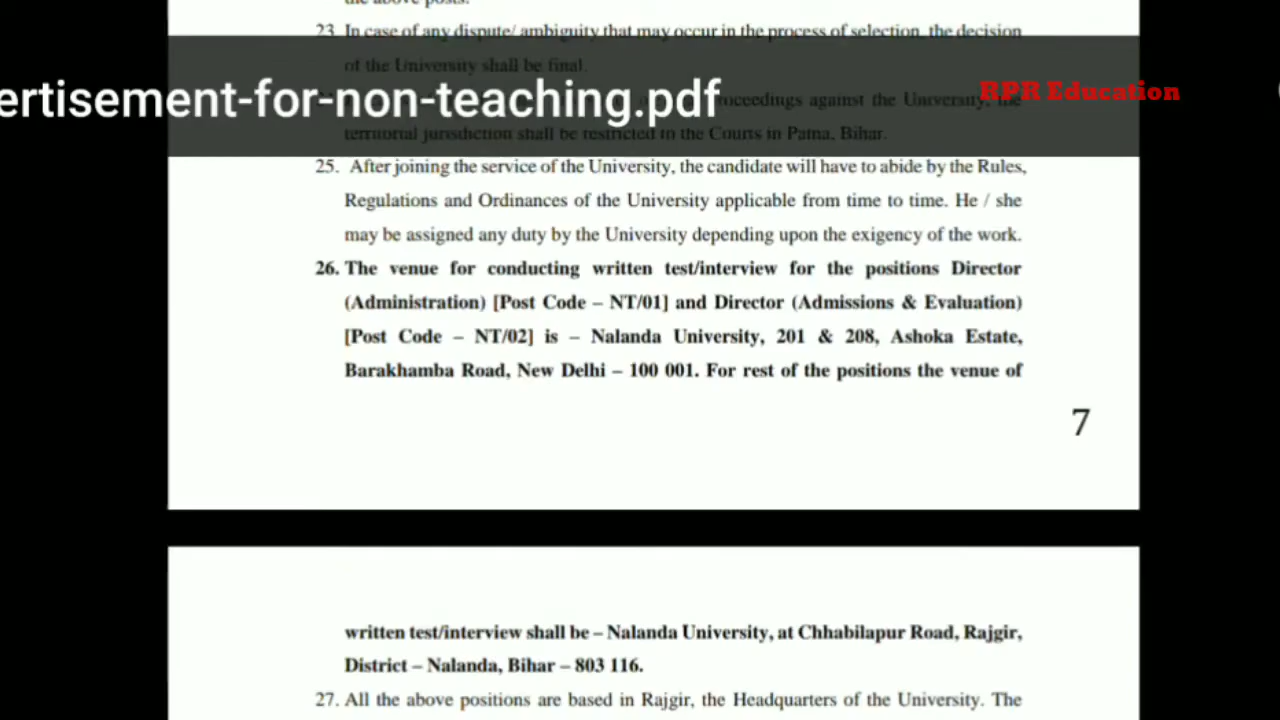 the above posts.
23. In case of any dispute/ ambiguity that may occur in the process of selection, the decision
of the University shall be final.
ertisement-for-non-teaching.pdf
RPR Education
oceedings against the University, the
territorial jurisdiction shall be restricted to the Courts in Patna, Bihar.
25. After joining the service of the University, the candidate will have to abide by the Rules,
Regulations and Ordinances of the University applicable from time to time. He / she
may be assigned any duty by the University depending upon the exigency of the work.
26. The venue for conducting written test/interview for the positions Director
(Administration) [Post Code – NT/01] and Director (Admissions & Evaluation)
[Post Code – NT/02] is – Nalanda University, 201 & 208, Ashoka Estate,
Barakhamba Road, New Delhi – 100 001. For rest of the positions the venue of
7
written test/interview shall be – Nalanda University, at Chhabilapur Road, Rajgir,
District – Nalanda, Bihar – 803 116.
27. All the above positions are based in Rajgir, the Headquarters of the University. The